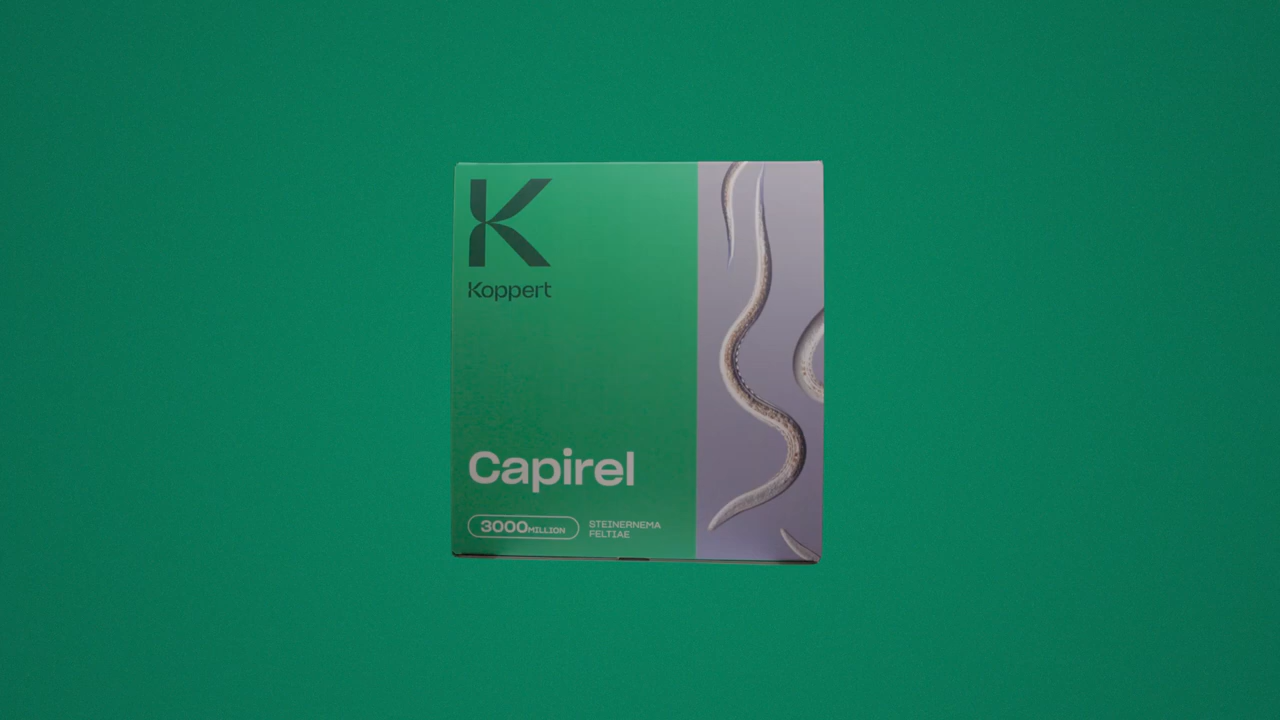 K
Koppert
Capirel
3000MILLION
STEINERNEMA
FELTIAE